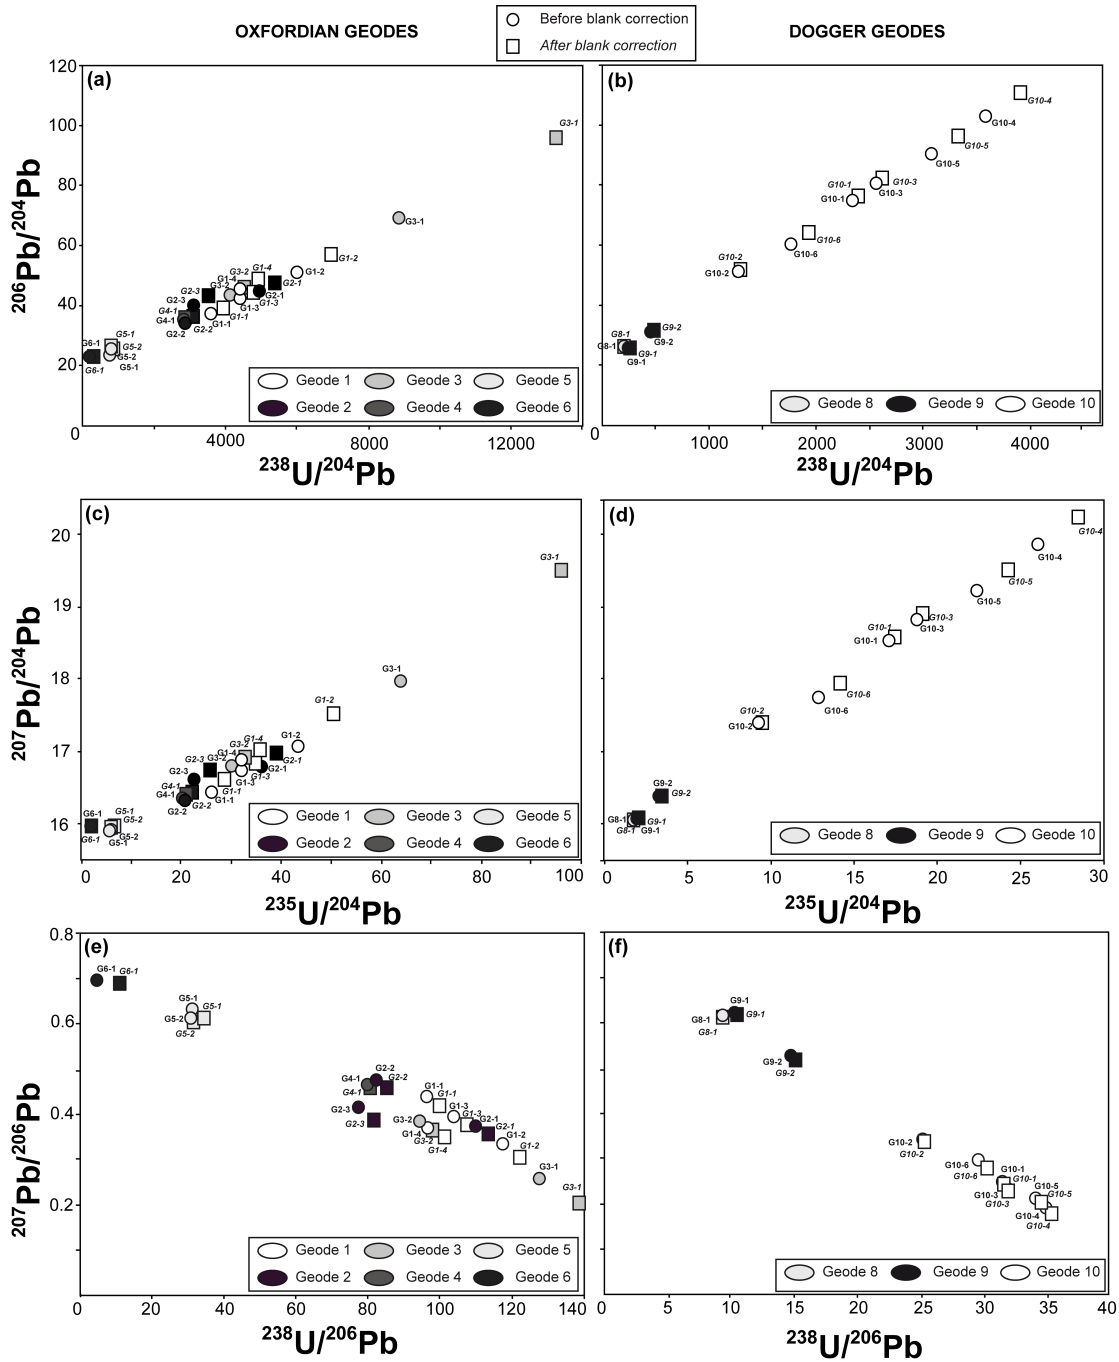 OXFORDIAN GEODES
Before blank correction
After blank correction
DOGGER GEODES
(a)
120
100
80
60
40
20
0
206Pb/204Pb
G3-1
G3-1
G1-2
G1-2
G3-2
G1-4
G1-4
G3-2
G2-1
G2-1
G1-3
G1-3
G2-3
G2-3
G4-1
G4-1
G2-2
G2-2
G1-1
G1-1
G6-1
G6-1
G5-1
G5-2
G5-2
G5-1
Geode 1 Geode 3 Geode 5
Geode 2 Geode 4 Geode 6
0 4000 8000 12000
238U/204Pb
(b)
G10-4
G10-4
G10-5
G10-5
G10-1
G10-3
G10-3
G10-1
G10-6
G10-6
G10-2
G10-2
G8-1
G8-1
G9-2
G9-2
G9-1
G9-1
Geode 8 Geode 9 Geode 10
0 1000 2000 3000 4000
238U/204Pb
(c)
20
19
18
17
16
207Pb/204Pb
G3-1
G3-1
G1-2
G1-2
G1-4
G3-2
G1-4
G3-2
G2-3
G2-3
G2-1
G2-1
G1-3
G1-3
G4-1
G4-1
G2-2
G2-2
G1-1
G1-1
G6-1
G6-1
G5-1
G5-2
G5-2
G5-1
Geode 1 Geode 3 Geode 5
Geode 2 Geode 4 Geode 6
0 20 40 60 80 100
235U/204Pb
(d)
G10-4
G10-4
G10-5
G10-5
G10-1
G10-3
G10-3
G10-1
G10-6
G10-6
G10-2
G10-2
G9-2
G9-2
G8-1
G8-1
G9-1
G9-1
Geode 8 Geode 9 Geode 10
0 5 10 15 20 25 30
235U/204Pb
(e)
0.8
0.6
0.4
0.2
207Pb/206Pb
G6-1
G6-1
G5-1
G5-1
G5-2
G5-2
G2-2
G4-1
G2-2
G4-1
G1-1
G1-1
G2-3
G2-3
G1-3
G1-3
G3-2
G2-1
G2-1
G1-4
G3-2
G1-4
G1-2
G1-2
G3-1
G3-1
Geode 1 Geode 3 Geode 5
Geode 2 Geode 4 Geode 6
0 20 40 60 80 100 120 140
238U/206Pb
(f)
G9-1
G9-1
G8-1
G8-1
G9-2
G9-2
G10-2
G10-2
G10-6
G10-6
G10-1
G10-1
G10-3
G10-3
G10-5
G10-5
G10-4
G10-4
Geode 8 Geode 9 Geode 10
0 5 10 15 20 25 30 35 40
238U/206Pb